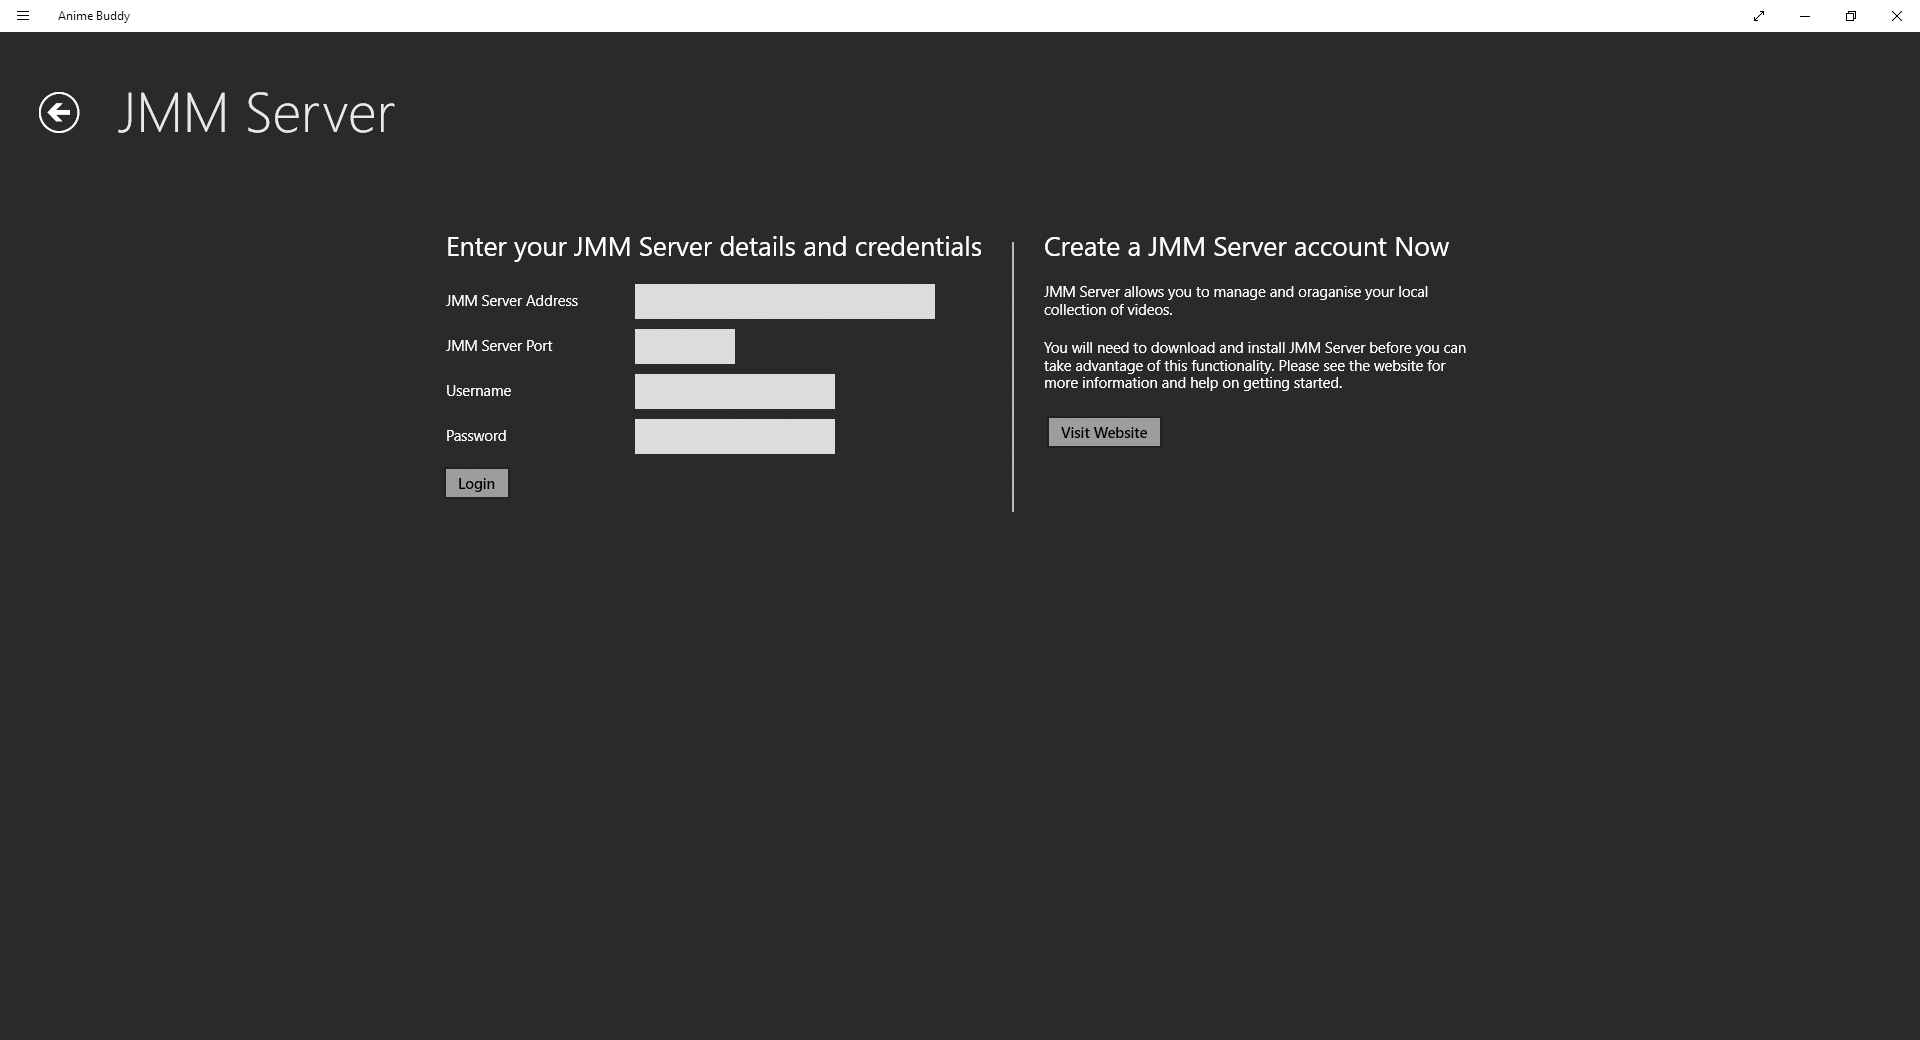 Anime Buddy
JMM Server
Enter your JMM Server details and credentials
JMM Server Address
JMM Server Port
Username
Password
Login
Create a JMM Server account Now
JMM Server allows you to manage and oraganise your local
collection of videos.
You will need to download and install JMM Server before you can
take advantage of this functionality. Please see the website for
more information and help on getting started.
Visit Website